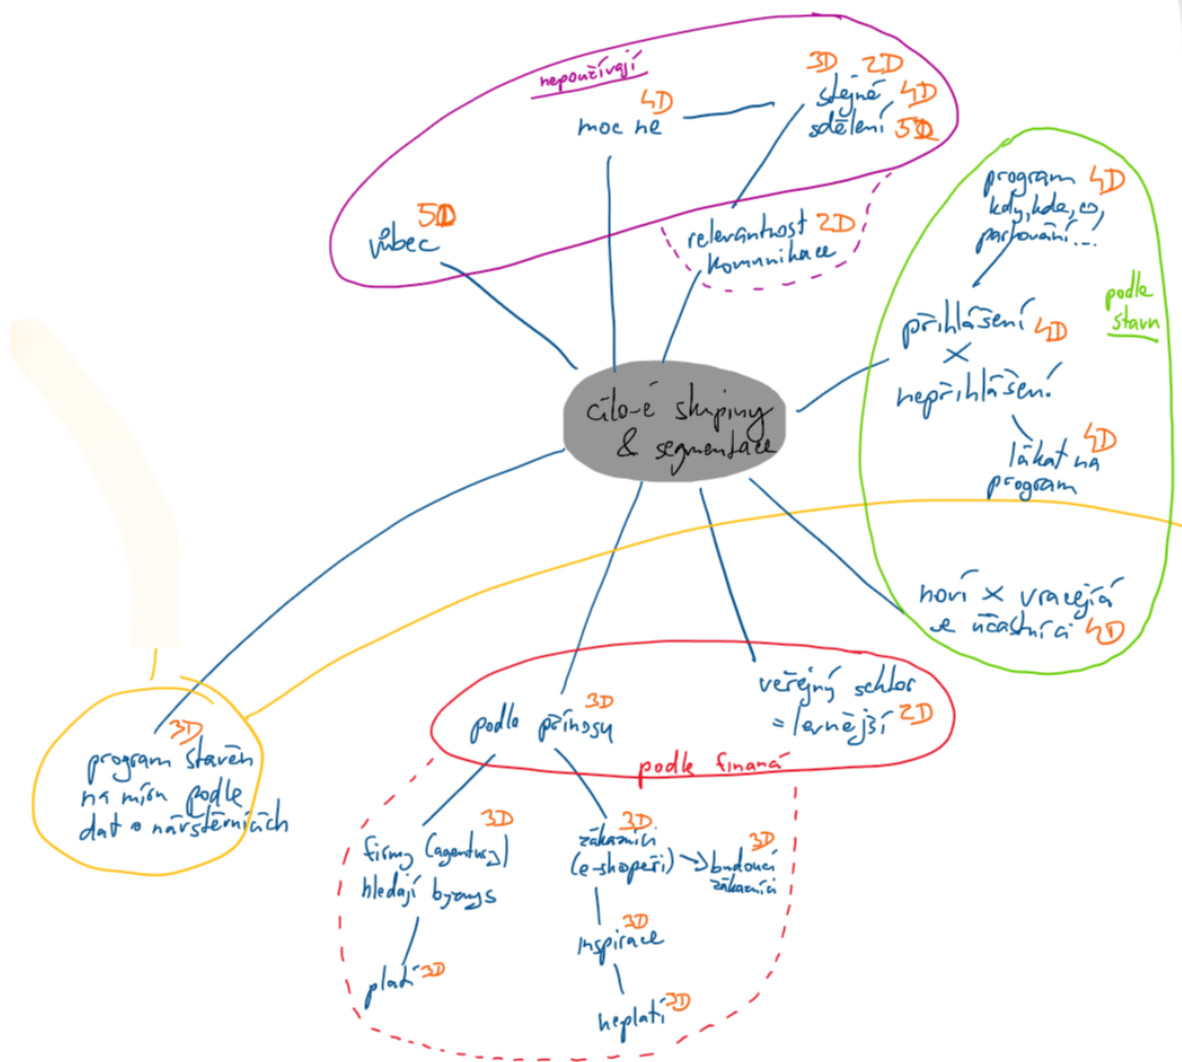 nepoužívají
3D 2D
stejné 4D
sdělení 5D
4D
moc ne
5D
vůbec
relevantnost 2D
komunikace
program 4D
kdy, kde, co,
parkování...
podle
stavu
přihlášení 4D
×
nepřihlášení
lákat na 4D
program
cílové skupiny
& segmentace
noví × vracející
se účastníci 4D
3D
program stavěn
na míru podle
dat o návštěvnících
podle přínosu 3D
veřejný sektor
= levnější 2D
podle financí
3D
firmy (agentury)
hledají byznys
platí 3D
3D
zákazníci
(e-shopeři)
3D
budoucí
zákazníci
3D
inspirace
neplatí 3D